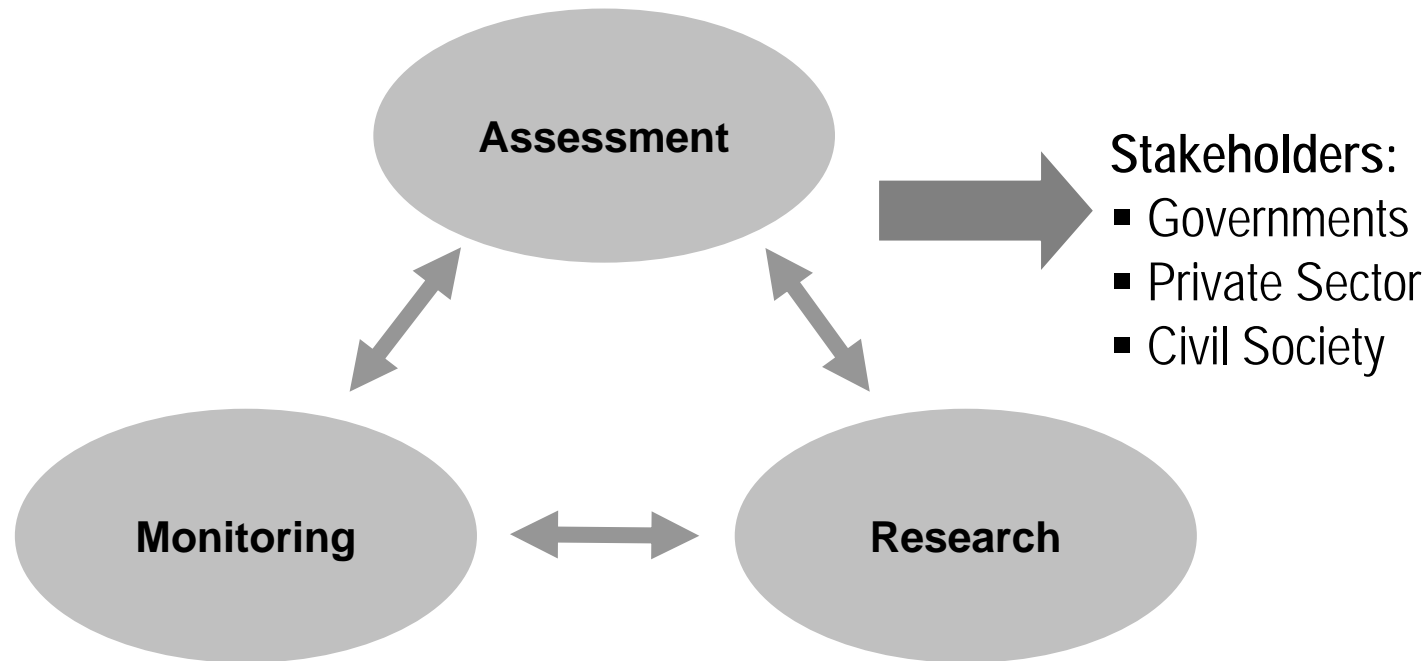 Assessment
Stakeholders:
▪ Governments
▪ Private Sector
▪ Civil Society
Monitoring
Research